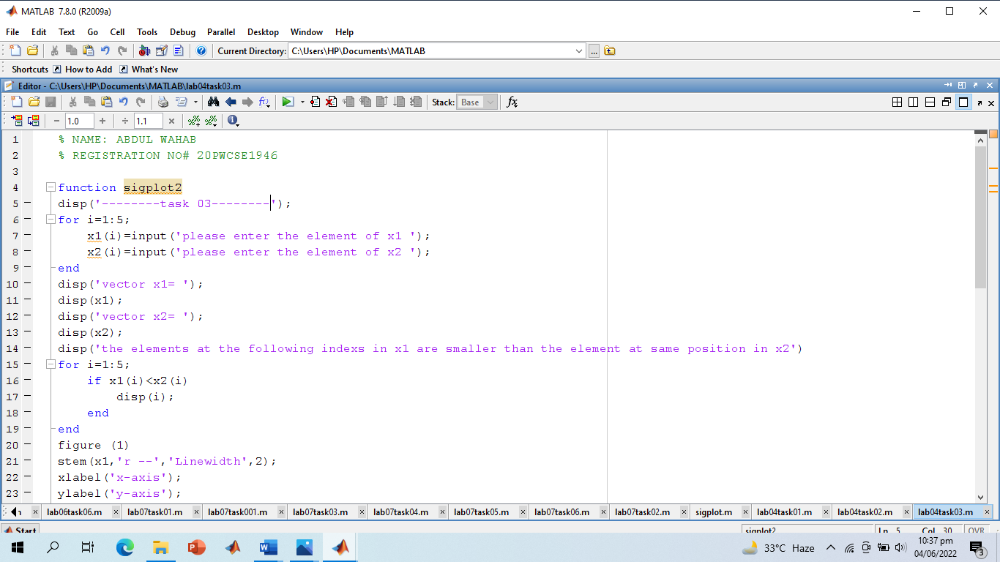 MATLAB 7.8.0 (R2009a)
File Edit Text Go Cell Tools Debug Parallel Desktop Window Help
Current Directory: C:\Users\HP\Documents\MATLAB ...
Shortcuts How to Add What's New
Editor - C:\Users\HP\Documents\MATLAB\lab04task03.m
Stack: Base fx
− 1.0 + ÷ 1.1 ×
1 % NAME: ABDUL WAHAB
2 % REGISTRATION NO# 20PWCSE1946
3
4 function sigplot2
5 disp('--------task 03--------');
6 for i=1:5;
7 x1(i)=input('please enter the element of x1 ');
8 x2(i)=input('please enter the element of x2 ');
9 end
10 disp('vector x1= ');
11 disp(x1);
12 disp('vector x2= ');
13 disp(x2);
14 disp('the elements at the following indexs in x1 are smaller than the element at same position in x2')
15 for i=1:5;
16 if x1(i)<x2(i)
17 disp(i);
18 end
19 end
20 figure (1)
21 stem(x1,'r --','Linewidth',2);
22 xlabel('x-axis');
23 ylabel('y-axis');
lab06task06.m lab07task01.m lab07task001.m lab07task03.m lab07task04.m lab07task05.m lab07task06.m lab07task02.m sigplot.m lab04task01.m lab04task02.m lab04task03.m
Start sigplot2 Ln 5 Col 30 OVR
33°C Haze 10:37 pm
04/06/2022 3